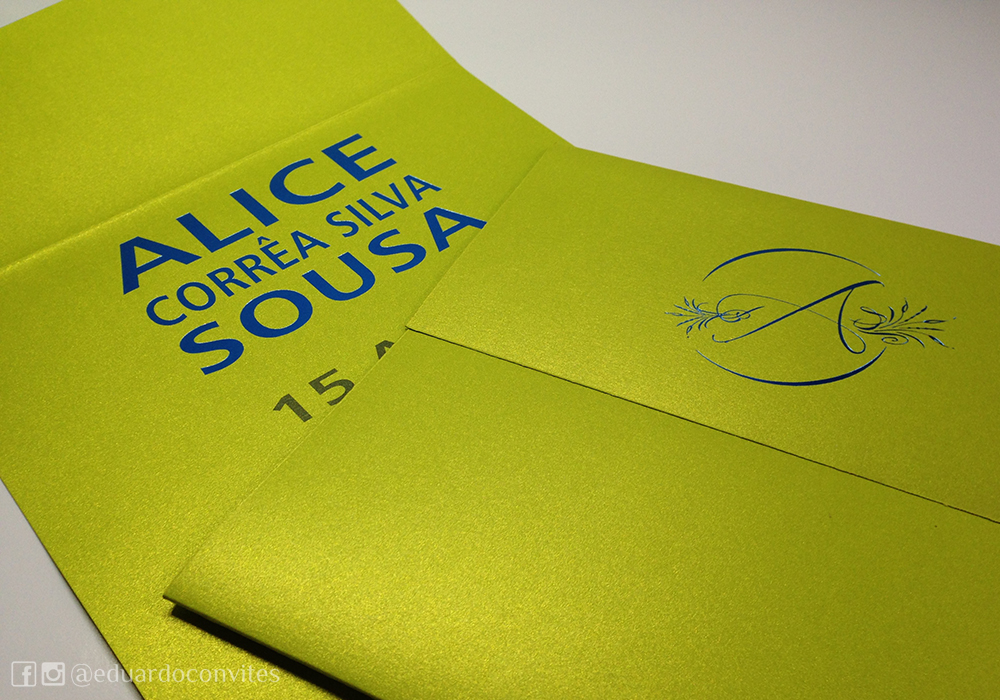 ALICE
CORRÊA SILVA
SOUSA
15
A
@eduardoconvites